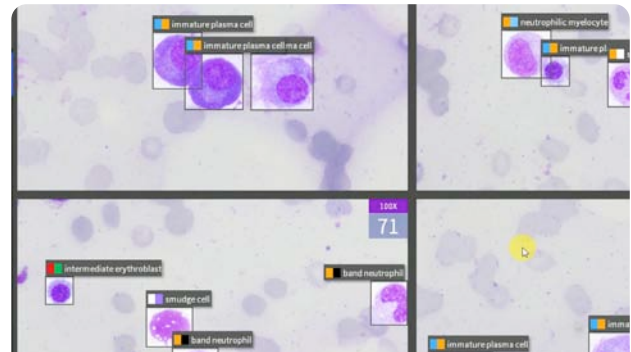 immature plasma cell
immature plasma cell
ma cell
neutrophilic myelocyte
immature pl
100X
71
intermediate erythroblast
band neutrophil
smudge cell
band neutrophil
imma
immature plasma cell